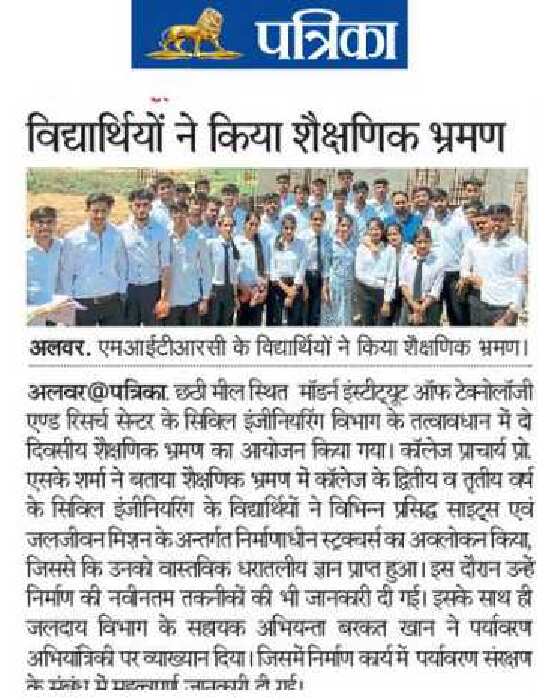 पत्रिका
विद्यार्थियों ने किया शैक्षणिक भ्रमण
अलवर. एमआईटीआरसी के विद्यार्थियों ने किया शैक्षणिक भ्रमण।
अलवर@पत्रिका. छठी मील स्थित मॉडर्न इंस्टीट्यूट ऑफ टेक्नोलॉजी
एण्ड रिसर्च सेन्टर के सिविल इंजीनियरिंग विभाग के तत्वावधान में दो
दिवसीय शैक्षणिक भ्रमण का आयोजन किया गया। कॉलेज प्राचार्य प्रो.
एसके शर्मा ने बताया शैक्षणिक भ्रमण में कॉलेज के द्वितीय व तृतीय वर्ष
के सिविल इंजीनियरिंग के विद्यार्थियों ने विभिन्न प्रसिद्ध साइट्स एवं
जलजीवन मिशन के अन्तर्गत निर्माणाधीन स्ट्रक्चर्स का अवलोकन किया,
जिससे कि उनको वास्तविक धरातलीय ज्ञान प्राप्त हुआ। इस दौरान उन्हें
निर्माण की नवीनतम तकनीकों की भी जानकारी दी गई। इसके साथ ही
जलदाय विभाग के सहायक अभियन्ता बरकत खान ने पर्यावरण
अभियांत्रिकी पर व्याख्यान दिया। जिसमें निर्माण कार्य में पर्यावरण संरक्षण
के संबंध में महत्वपूर्ण जानकारी दी गई।